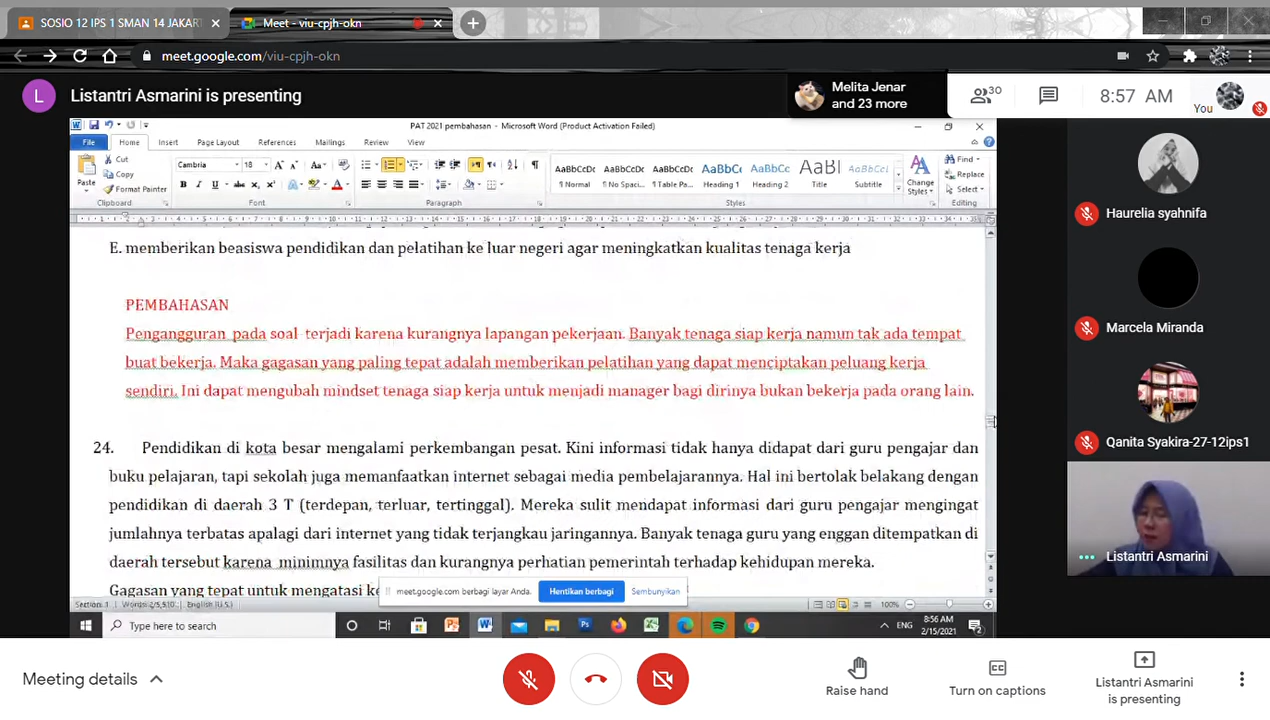 SOSIO 12 IPS 1 SMAN 14 JAKAR
Meet - viu-cpjh-okn
meet.google.com/viu-cpjh-okn
L
Listantri Asmarini is presenting
Melita Jenar
and 23 more
30
8:57 AM
You
PAT 2021 pembahasan - Microsoft Word (Product Activation Failed)
File Home Insert Page Layout References Mailings Review View
Paste
Cut
Copy
Format Painter
Clipboard
Cambria 18
Font
Paragraph
AaBbCcDc AaBbCcDc AaBbCcDc AaBbCc AaBbCc AaBl AaBbCcDc
¶ Normal ¶ No Spaci... ¶ Table Pa... Heading 1 Heading 2 Title Subtitle
Styles
Change
Styles
Find
Replace
Select
Editing
E. memberikan beasiswa pendidikan dan pelatihan ke luar negeri agar meningkatkan kualitas tenaga kerja
PEMBAHASAN
Pengangguran pada soal terjadi karena kurangnya lapangan pekerjaan. Banyak tenaga siap kerja namun tak ada tempat
buat bekerja. Maka gagasan yang paling tepat adalah memberikan pelatihan yang dapat menciptakan peluang kerja
sendiri. Ini dapat mengubah mindset tenaga siap kerja untuk menjadi manager bagi dirinya bukan bekerja pada orang lain.
24. Pendidikan di kota besar mengalami perkembangan pesat. Kini informasi tidak hanya didapat dari guru pengajar dan
buku pelajaran, tapi sekolah juga memanfaatkan internet sebagai media pembelajarannya. Hal ini bertolak belakang dengan
pendidikan di daerah 3 T (terdepan, terluar, tertinggal). Mereka sulit mendapat informasi dari guru pengajar mengingat
jumlahnya terbatas apalagi dari internet yang tidak terjangkau jaringannya. Banyak tenaga guru yang enggan ditempatkan di
daerah tersebut karena minimnya fasilitas dan kurangnya perhatian pemerintah terhadap kehidupan mereka.
Gagasan yang tepat untuk mengatasi ke
meet.google.com berbagi layar Anda.
Hentikan berbagi
Sembunyikan
Section: 1
English (U.S.)
100%
Type here to search
ENG
8:56 AM
2/15/2021
Haurelia syahnifa
Marcela Miranda
Qanita Syakira-27-12ips1
Listantri Asmarini
Meeting details
Raise hand
Turn on captions
Listantri Asmarini
is presenting